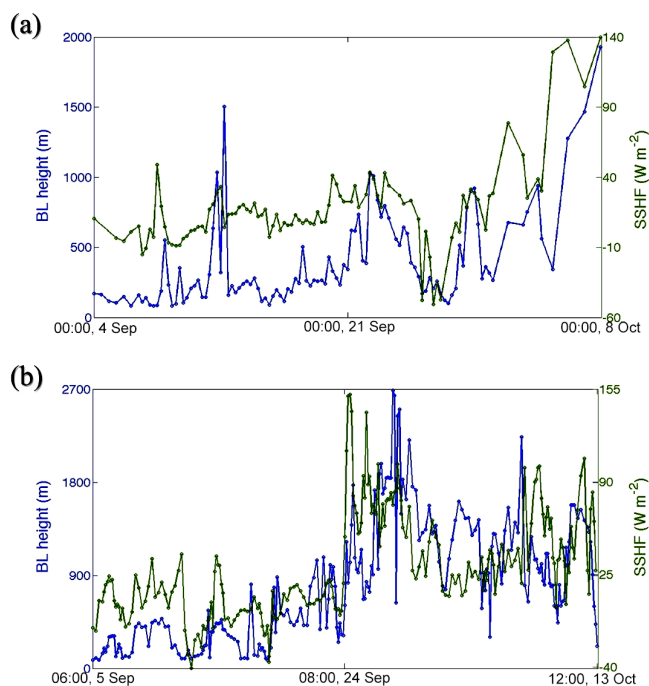 (a)
2000
1500
1000
500
0
BL height (m)
140
90
40
-10
-60
SSHF (W m-2)
00:00, 4 Sep
00:00, 21 Sep
00:00, 8 Oct
(b)
2700
1800
900
0
BL height (m)
155
90
25
-40
SSHF (W m-2)
06:00, 5 Sep
08:00, 24 Sep
12:00, 13 Oct